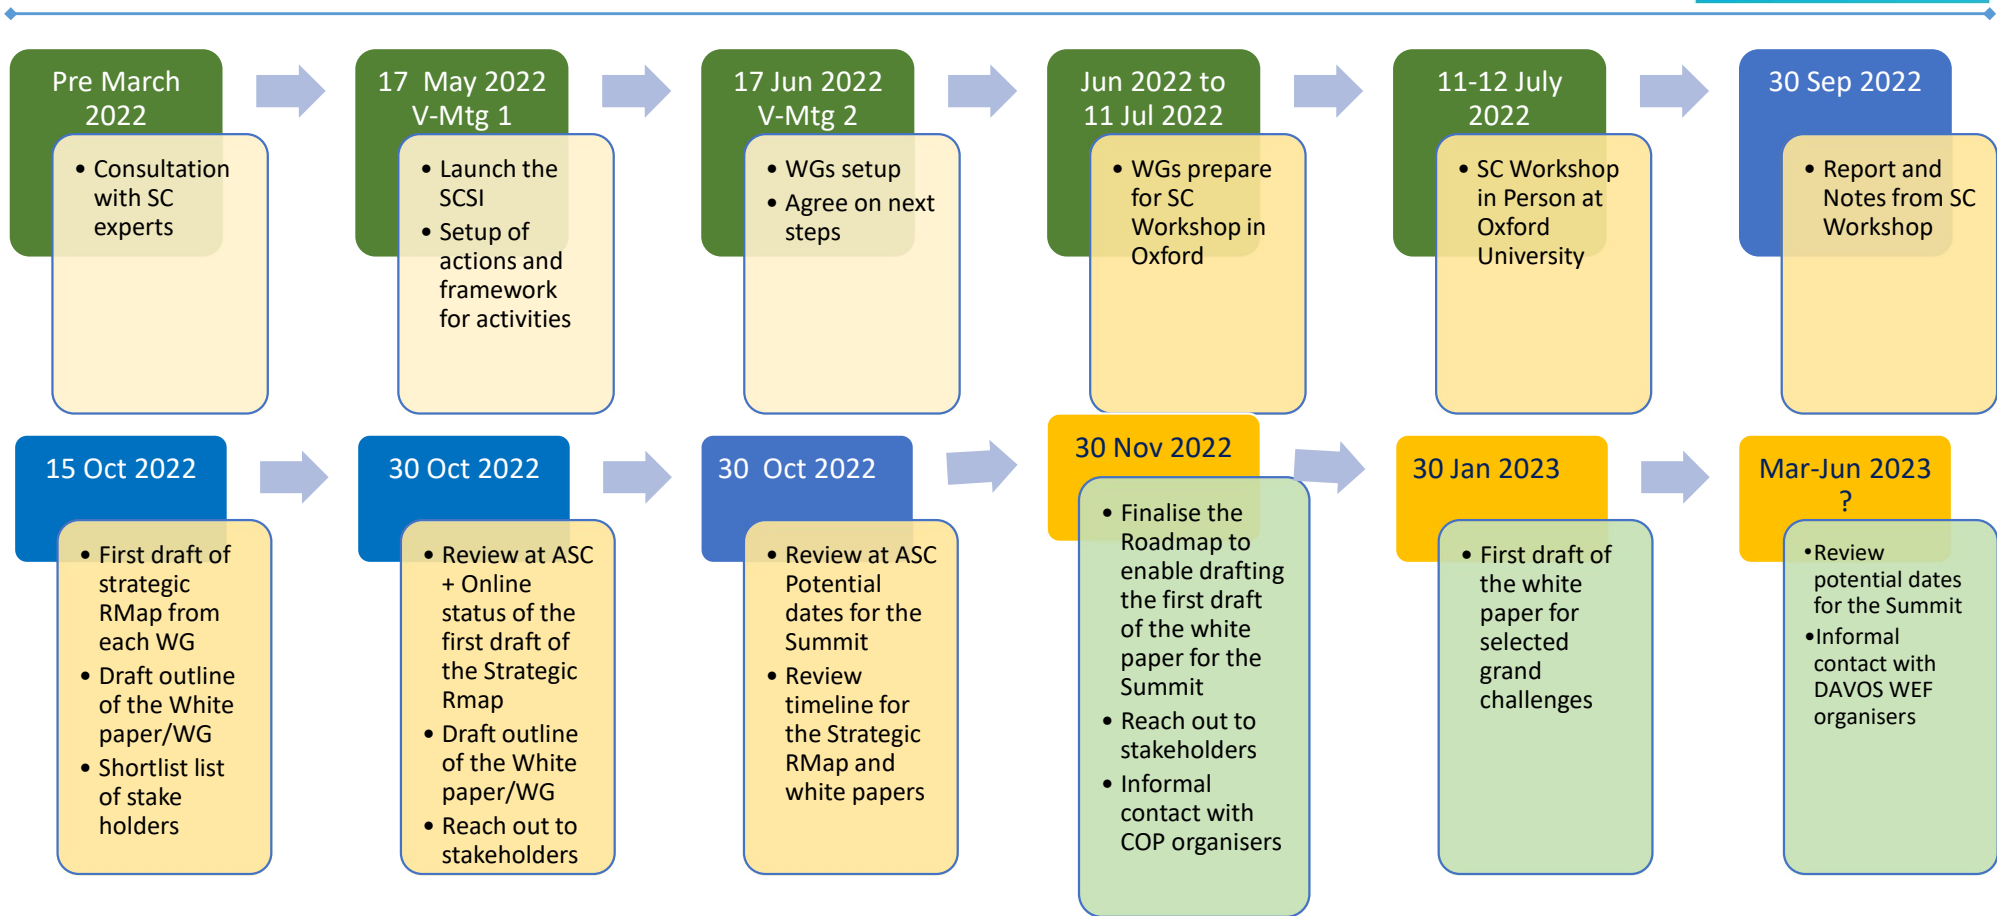 Pre March
2022
• Consultation
with SC
experts
17  May 2022
V-Mtg 1
• Launch the
SCSI
• Setup of
actions and
framework
for activities
17 Jun 2022
V-Mtg 2
• WGs setup
• Agree on next
steps
Jun 2022 to
11 Jul 2022
• WGs prepare
for SC
Workshop in
Oxford
11-12 July
2022
• SC Workshop
in Person at
Oxford
University
30 Sep 2022
• Report and
Notes from SC
Workshop
15 Oct 2022
• First draft of
strategic
RMap from
each WG
• Draft outline
of the White
paper/WG
• Shortlist list
of stake
holders
30 Oct 2022
• Review at ASC
+ Online
status of the
first draft of
the Strategic
Rmap
• Draft outline
of the White
paper/WG
• Reach out to
stakeholders
30  Oct 2022
• Review at ASC
Potential
dates for the
Summit
• Review
timeline for
the Strategic
RMap and
white papers
30 Nov 2022
• Finalise the
Roadmap to
enable drafting
the first draft
of the white
paper for the
Summit
• Reach out to
stakeholders
• Informal
contact with
COP organisers
30 Jan 2023
• First draft of
the white
paper for
selected
grand
challenges
Mar-Jun 2023
?
•Review
potential dates
for the Summit
•Informal
contact with
DAVOS WEF
organisers